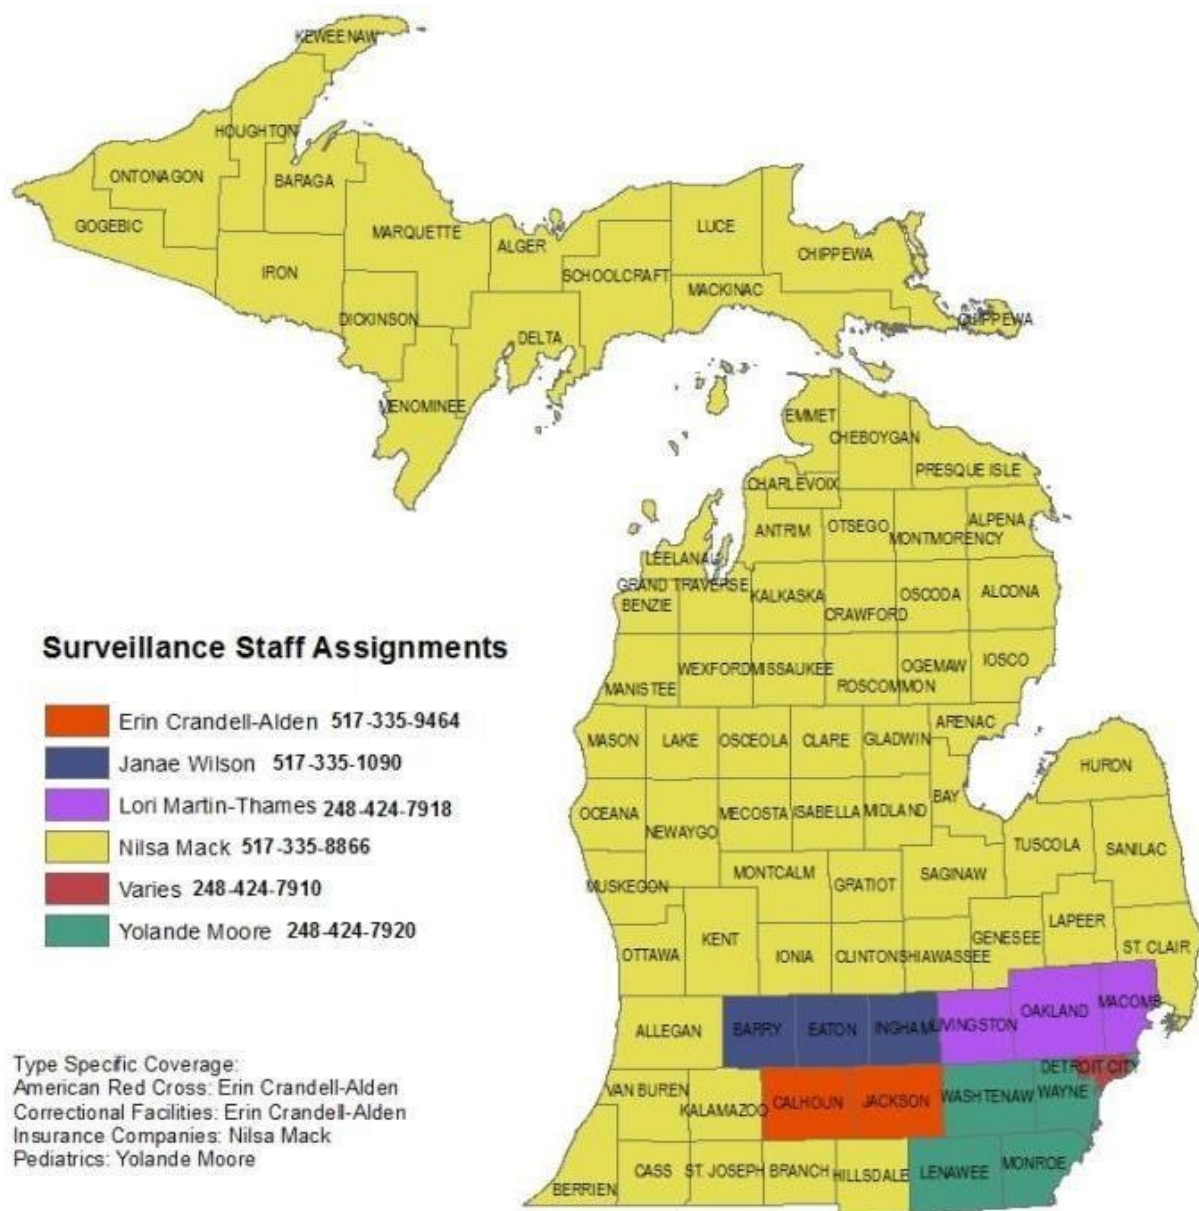 KEWEENAW
HOUGHTON
ONTONAGON
BARAGA
GOGEBIC
MARQUETTE
LUCE
ALGER
CHIPPEWA
IRON
SCHOOLCRAFT
MACKINAC
DICKINSON
CHIPPEWA
DELTA
MENOMINEE
EMMET
CHEBOYGAN
PRESQUE ISLE
CHARLEVOIX
ANTRIM
OTSEGO
MONTMORENCY
ALPENA
LEELANAU
GRAND TRAVERSE
BENZIE
KALKASKA
CRAWFORD
OSCODA
ALCONA
MANISTEE
WEXFORD
MISSAUKEE
ROSCOMMON
OGEMAW
IOSCO
ARENAC
MASON
LAKE
OSCEOLA
CLARE
GLADWIN
HURON
BAY
OCEANA
NEWAYGO
MECOSTA
ISABELLA
MIDLAND
TUSCOLA
SANILAC
MUSKEGON
MONTCALM
GRATIOT
SAGINAW
LAPEER
OTTAWA
KENT
IONIA
CLINTON
SHIAWASSEE
GENESEE
ST. CLAIR
ALLEGAN
BARRY
EATON
INGHAM
LIVINGSTON
OAKLAND
MACOMB
DETROIT CITY
VAN BUREN
KALAMAZOO
CALHOUN
JACKSON
WASHTENAW
WAYNE
BERRIEN
CASS
ST. JOSEPH
BRANCH
HILLSDALE
LENAWEE
MONROE
Surveillance Staff Assignments
Erin Crandell-Alden 517-335-9464
Janae Wilson 517-335-1090
Lori Martin-Thames 248-424-7918
Nilsa Mack 517-335-8866
Varies 248-424-7910
Yolande Moore 248-424-7920
Type Specific Coverage:
American Red Cross: Erin Crandell-Alden
Correctional Facilities: Erin Crandell-Alden
Insurance Companies: Nilsa Mack
Pediatrics: Yolande Moore